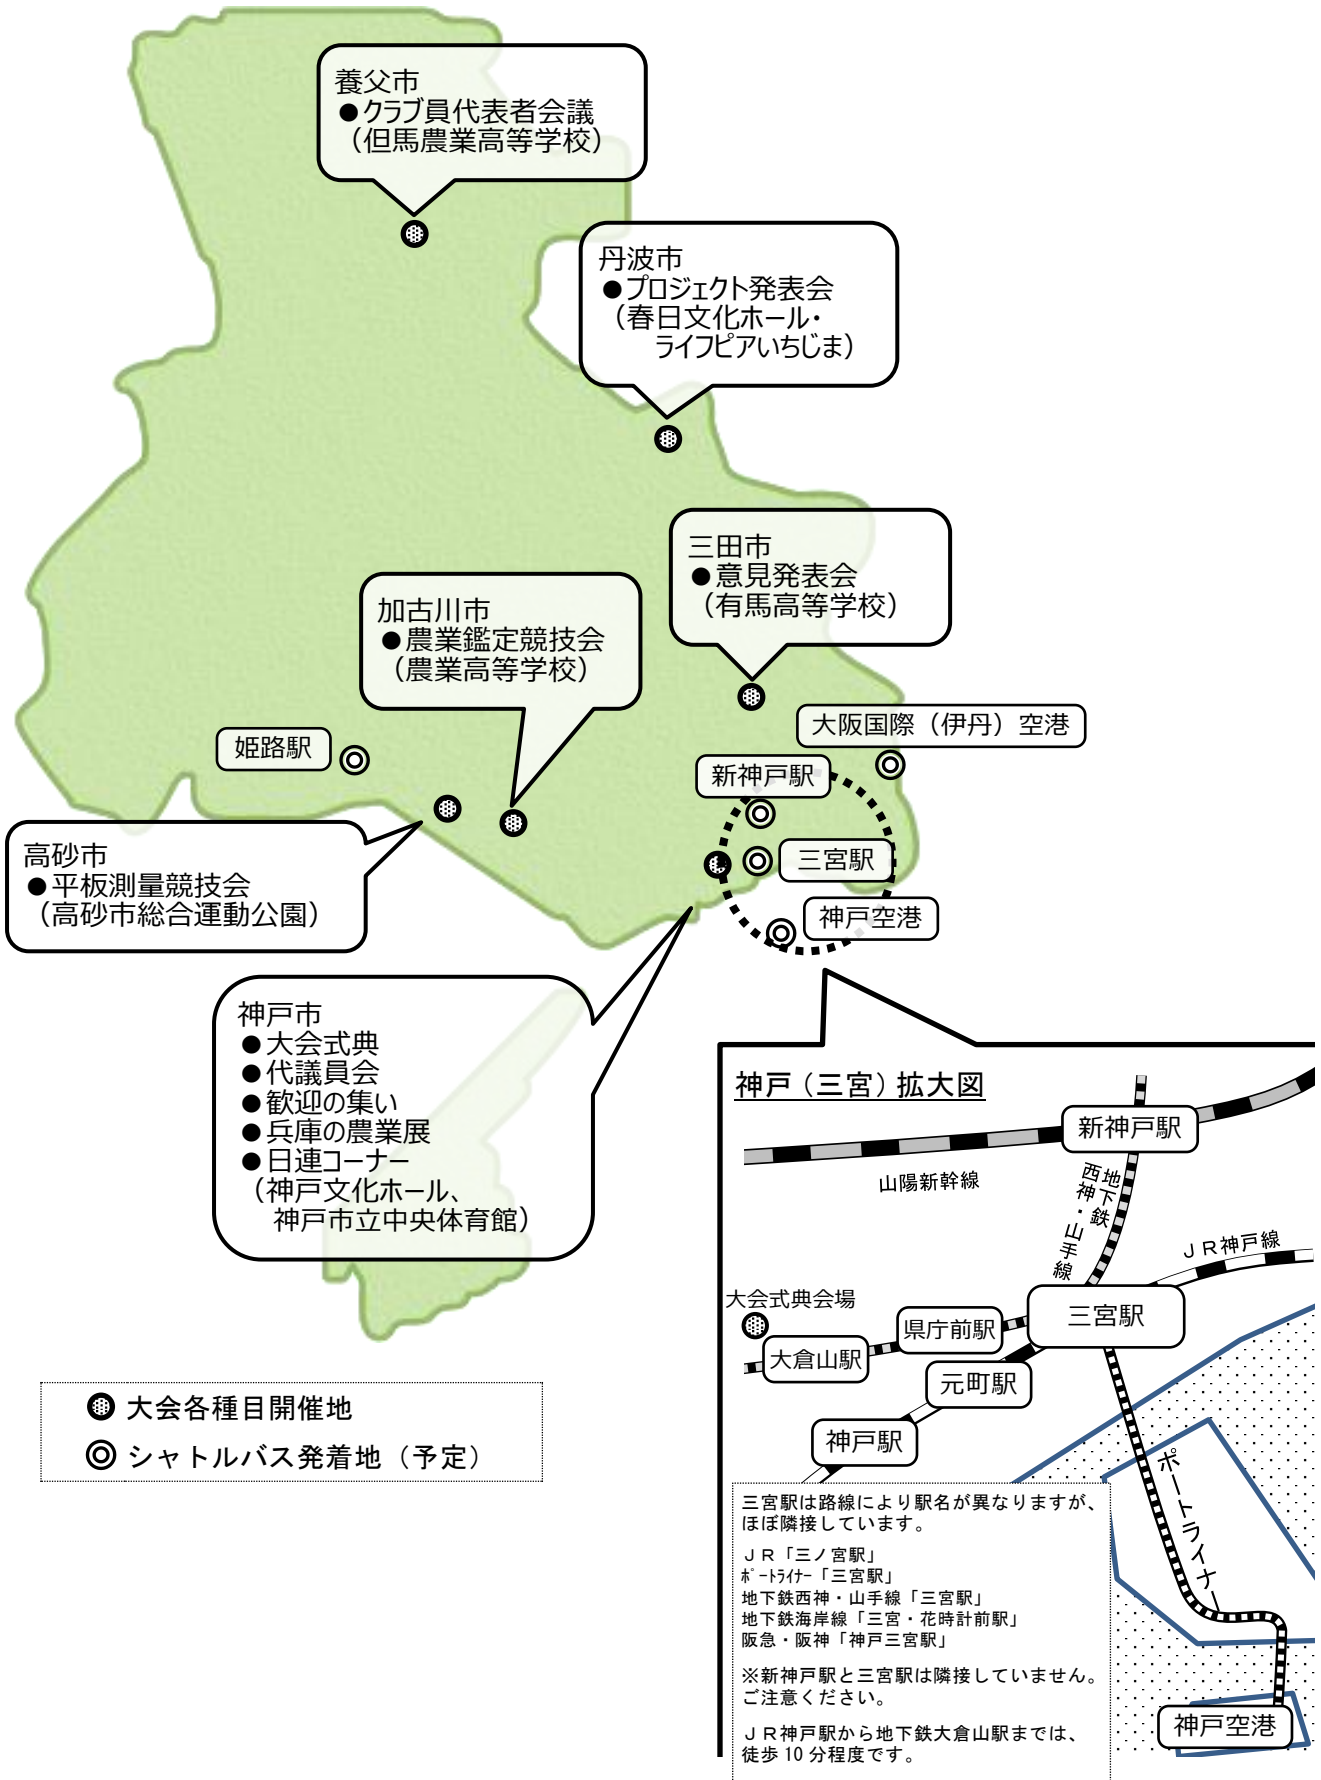 養父市
●クラブ員代表者会議
（但馬農業高等学校）
丹波市
●プロジェクト発表会
（春日文化ホール・
ライフピアいちじま）
三田市
●意見発表会
（有馬高等学校）
加古川市
●農業鑑定競技会
（農業高等学校）
姫路駅
大阪国際（伊丹）空港
新神戸駅
三宮駅
神戸空港
高砂市
●平板測量競技会
（高砂市総合運動公園）
神戸市
●大会式典
●代議員会
●歓迎の集い
●兵庫の農業展
●日連コーナー
（神戸文化ホール、
神戸市立中央体育館）
神戸（三宮）拡大図
新神戸駅
山陽新幹線
地下鉄
西神・山手線
ＪＲ神戸線
大会式典会場
三宮駅
県庁前駅
大倉山駅
元町駅
神戸駅
ポートライナー
神戸空港
大会各種目開催地
シャトルバス発着地（予定）
三宮駅は路線により駅名が異なりますが、
ほぼ隣接しています。
ＪＲ「三ノ宮駅」
ﾎﾟｰﾄﾗｲﾅｰ「三宮駅」
地下鉄西神・山手線「三宮駅」
地下鉄海岸線「三宮・花時計前駅」
阪急・阪神「神戸三宮駅」
※新神戸駅と三宮駅は隣接していません。
ご注意ください。
ＪＲ神戸駅から地下鉄大倉山駅までは、
徒歩 10 分程度です。